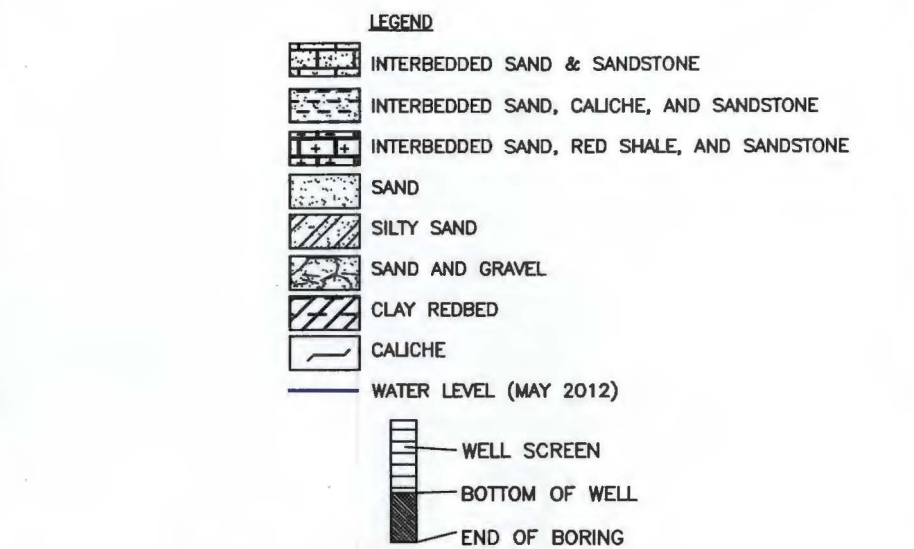 LEGEND
INTERBEDDED SAND & SANDSTONE
INTERBEDDED SAND, CALICHE, AND SANDSTONE
INTERBEDDED SAND, RED SHALE, AND SANDSTONE
SAND
SILTY SAND
SAND AND GRAVEL
CLAY REDBED
CALICHE
WATER LEVEL (MAY 2012)
WELL SCREEN
BOTTOM OF WELL
END OF BORING